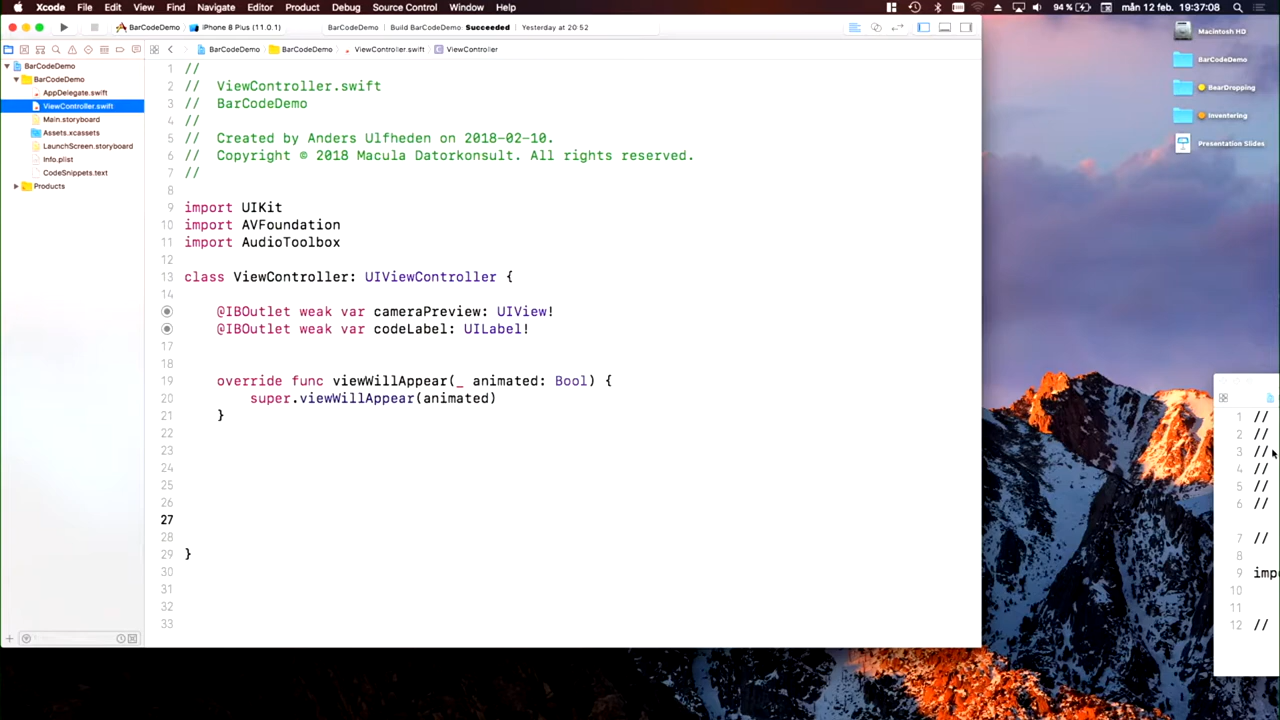 Xcode File Edit View Find Navigate Editor Product Debug Source Control Window Help
94 % mån 12 feb. 19:37:08
BarCodeDemo iPhone 8 Plus (11.0.1) BarCodeDemo Build BarCodeDemo: Succeeded Yesterday at 20:52
BarCodeDemo BarCodeDemo ViewController.swift ViewController
BarCodeDemo
BarCodeDemo
AppDelegate.swift
ViewController.swift
Main.storyboard
Assets.xcassets
LaunchScreen.storyboard
Info.plist
CodeSnippets.text
Products
1 //
2 // ViewController.swift
3 // BarCodeDemo
4 //
5 // Created by Anders Ulfheden on 2018-02-10.
6 // Copyright © 2018 Macula Datorkonsult. All rights reserved.
7 //
8
9 import UIKit
10 import AVFoundation
11 import AudioToolbox
12
13 class ViewController: UIViewController {
14
@IBOutlet weak var cameraPreview: UIView!
@IBOutlet weak var codeLabel: UILabel!
17
18
19 override func viewWillAppear(_ animated: Bool) {
20 super.viewWillAppear(animated)
21 }
22
23
24
25
26
27
28
29 }
30
31
32
33
Macintosh HD
BarCodeDemo
BearDropping
Inventering
Presentation Slides
1 //
2 //
3 //
4 //
5 //
6 //
7 //
8
9 impo
10
11
12 //